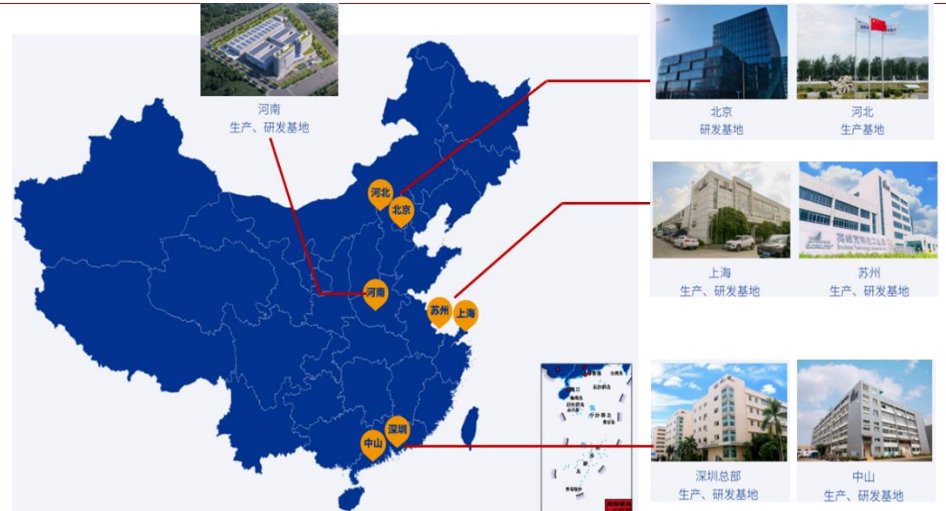 河南
生产、研发基地
北京
研发基地
河北
生产基地
河北
北京
河南
苏州
上海
上海
生产、研发基地
苏州
生产、研发基地
深圳
中山
深圳总部
生产、研发基地
中山
生产、研发基地